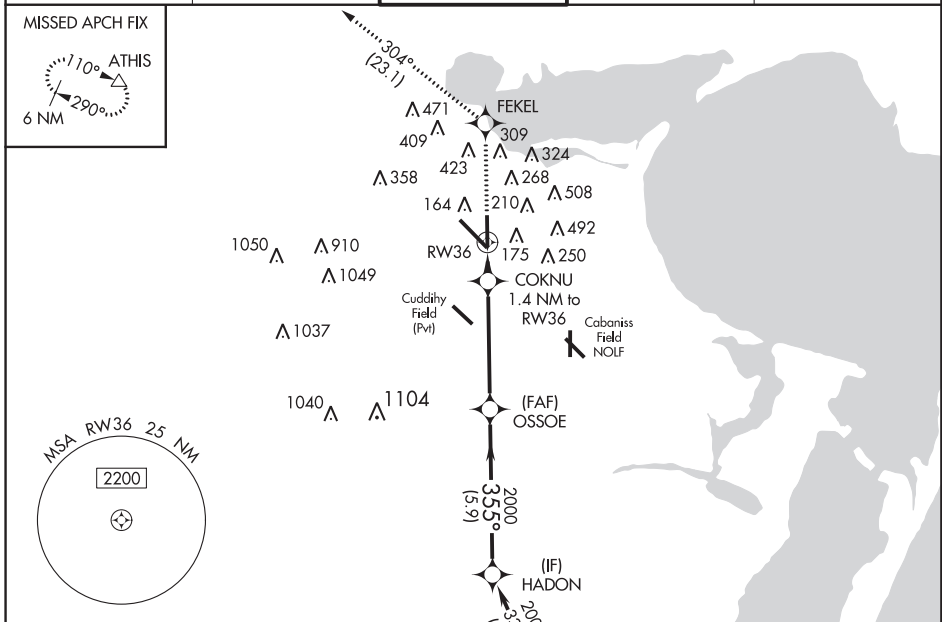 MISSED APCH FIX
110°
ATHIS
290°
6 NM
304°
(23.1)
FEKEL
471
409
309
423
324
358
268
508
164
210
492
RW36
175
250
1050
910
1049
COKNU
1.4 NM to
RW36
Cuddihy
Field
(Pvt)
1037
Cabaniss
Field
NOLF
1040
1104
(FAF)
OSSOE
MSA RW36 25 NM
2200
2000
355°
(5.9)
(IF)
HADON